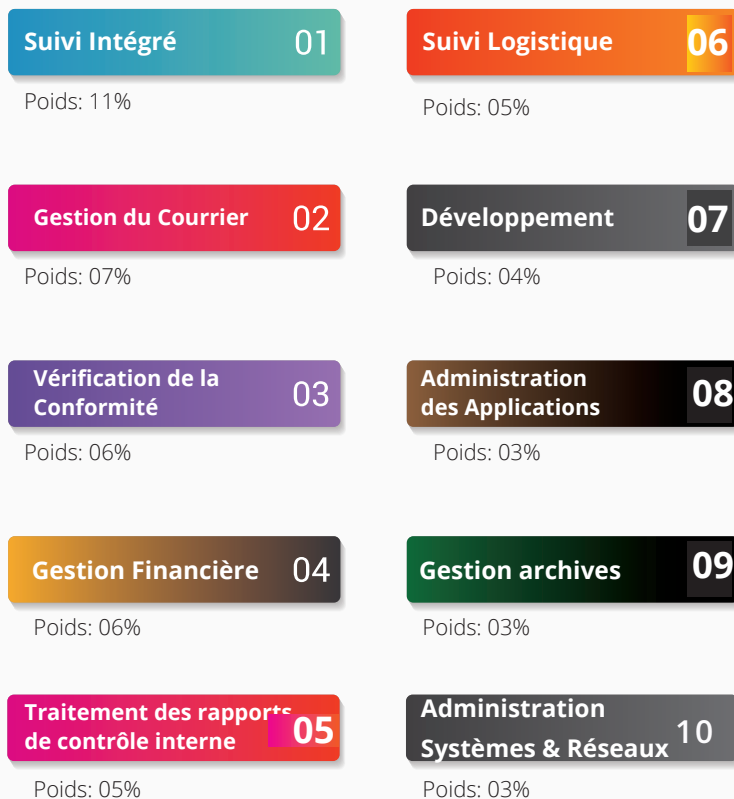 Suivi Intégré 01
Poids: 11%
Gestion du Courrier 02
Poids: 07%
Vérification de la
Conformité 03
Poids: 06%
Gestion Financière 04
Poids: 06%
Traitement des rapports
de contrôle interne 05
Poids: 05%
Suivi Logistique 06
Poids: 05%
Développement 07
Poids: 04%
Administration
des Applications 08
Poids: 03%
Gestion archives 09
Poids: 03%
Administration
Systèmes & Réseaux 10
Poids: 03%